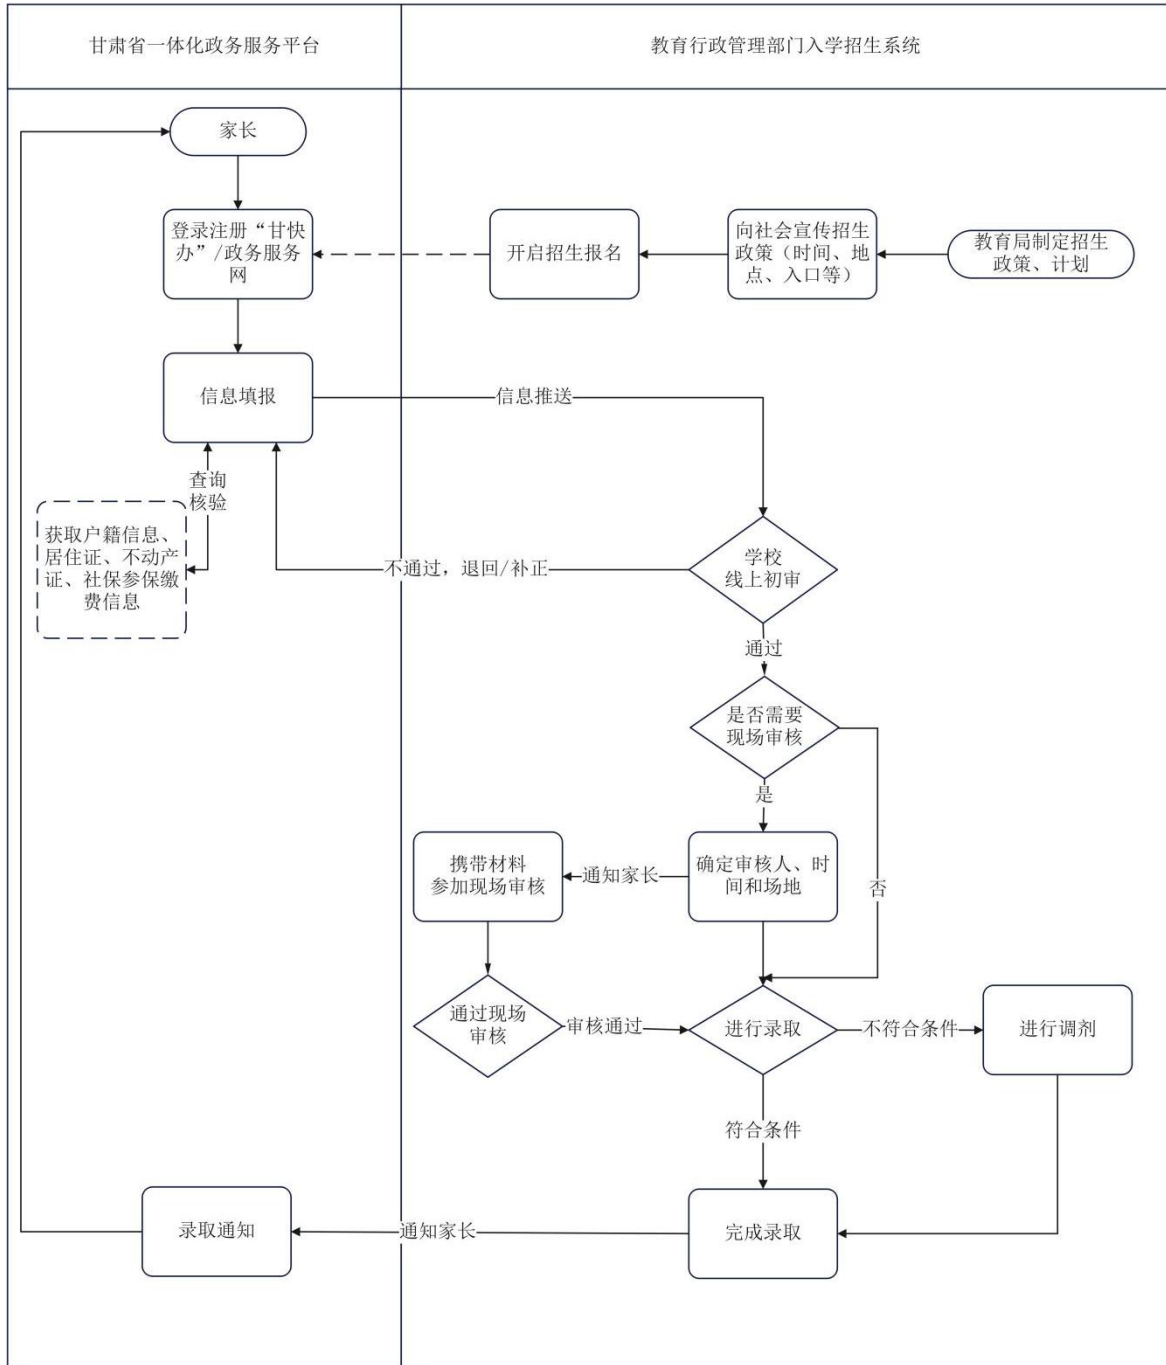 甘肃省一体化政务服务平台
教育行政管理部门入学招生系统
家长
登录注册“甘快
办”/政务服务
网
开启招生报名
向社会宣传招生
政策（时间、地
点、入口等）
教育局制定招生
政策、计划
信息填报
信息推送
查询
核验
获取户籍信息、
居住证、不动产
证、社保参保缴
费信息
不通过，退回/补正
学校
线上初审
通过
是否需要
现场审核
是
否
携带材料
参加现场审核
通知家长
确定审核人、时
间和场地
通过现场
审核
审核通过
进行录取
不符合条件
进行调剂
符合条件
录取通知
通知家长
完成录取